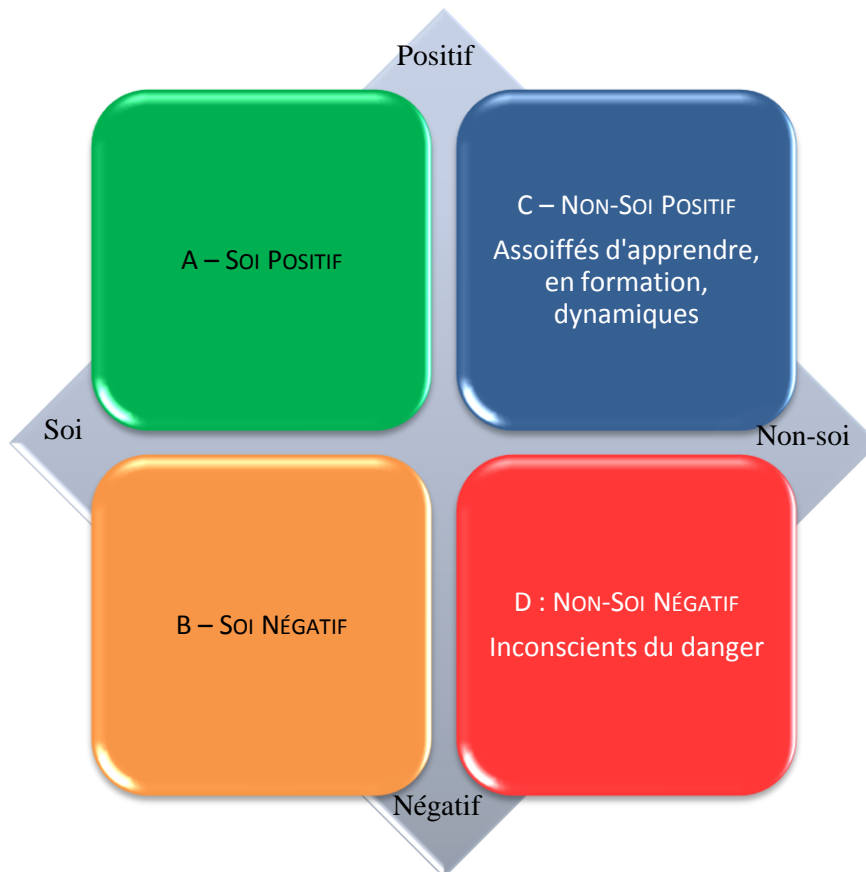 Positif
A – Soi Positif
C – Non-Soi Positif
Assoiffés d'apprendre,
en formation,
dynamiques
Soi
Non-soi
B – Soi Négatif
D : Non-Soi Négatif
Inconscients du danger
Négatif